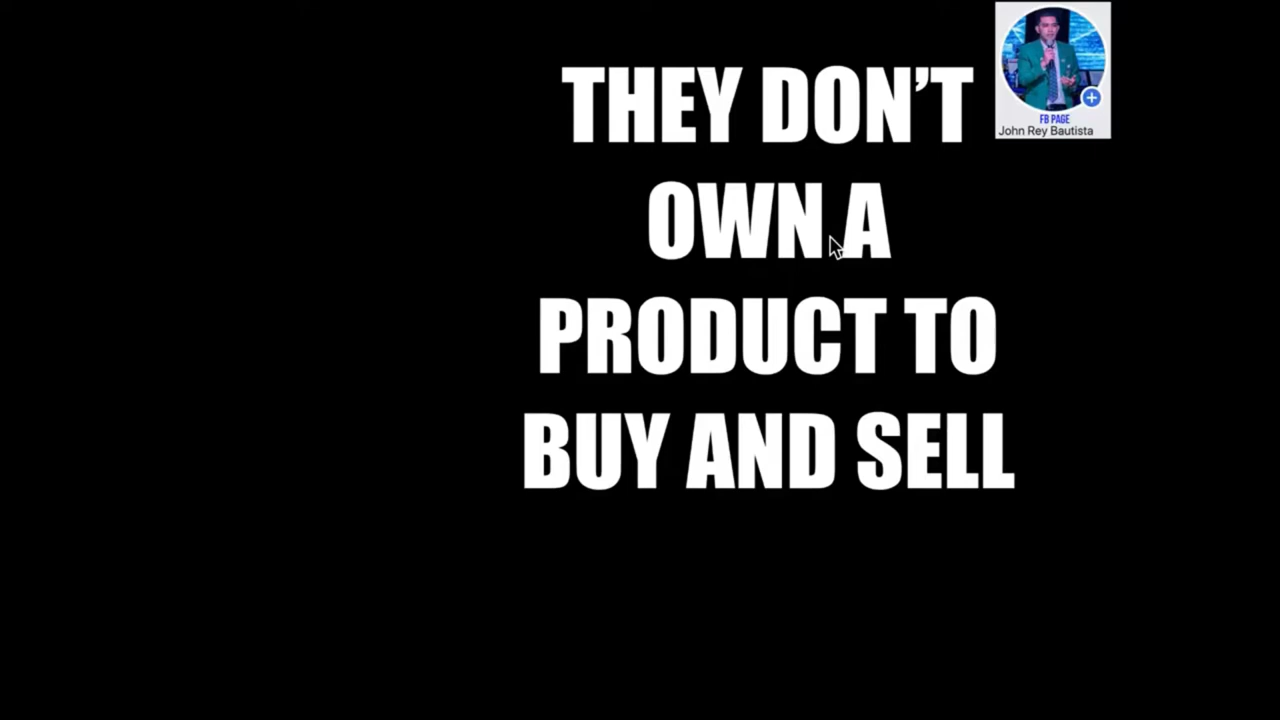 THEY DON'T
OWN A
PRODUCT TO
BUY AND SELL
FB PAGE
John Rey Bautista